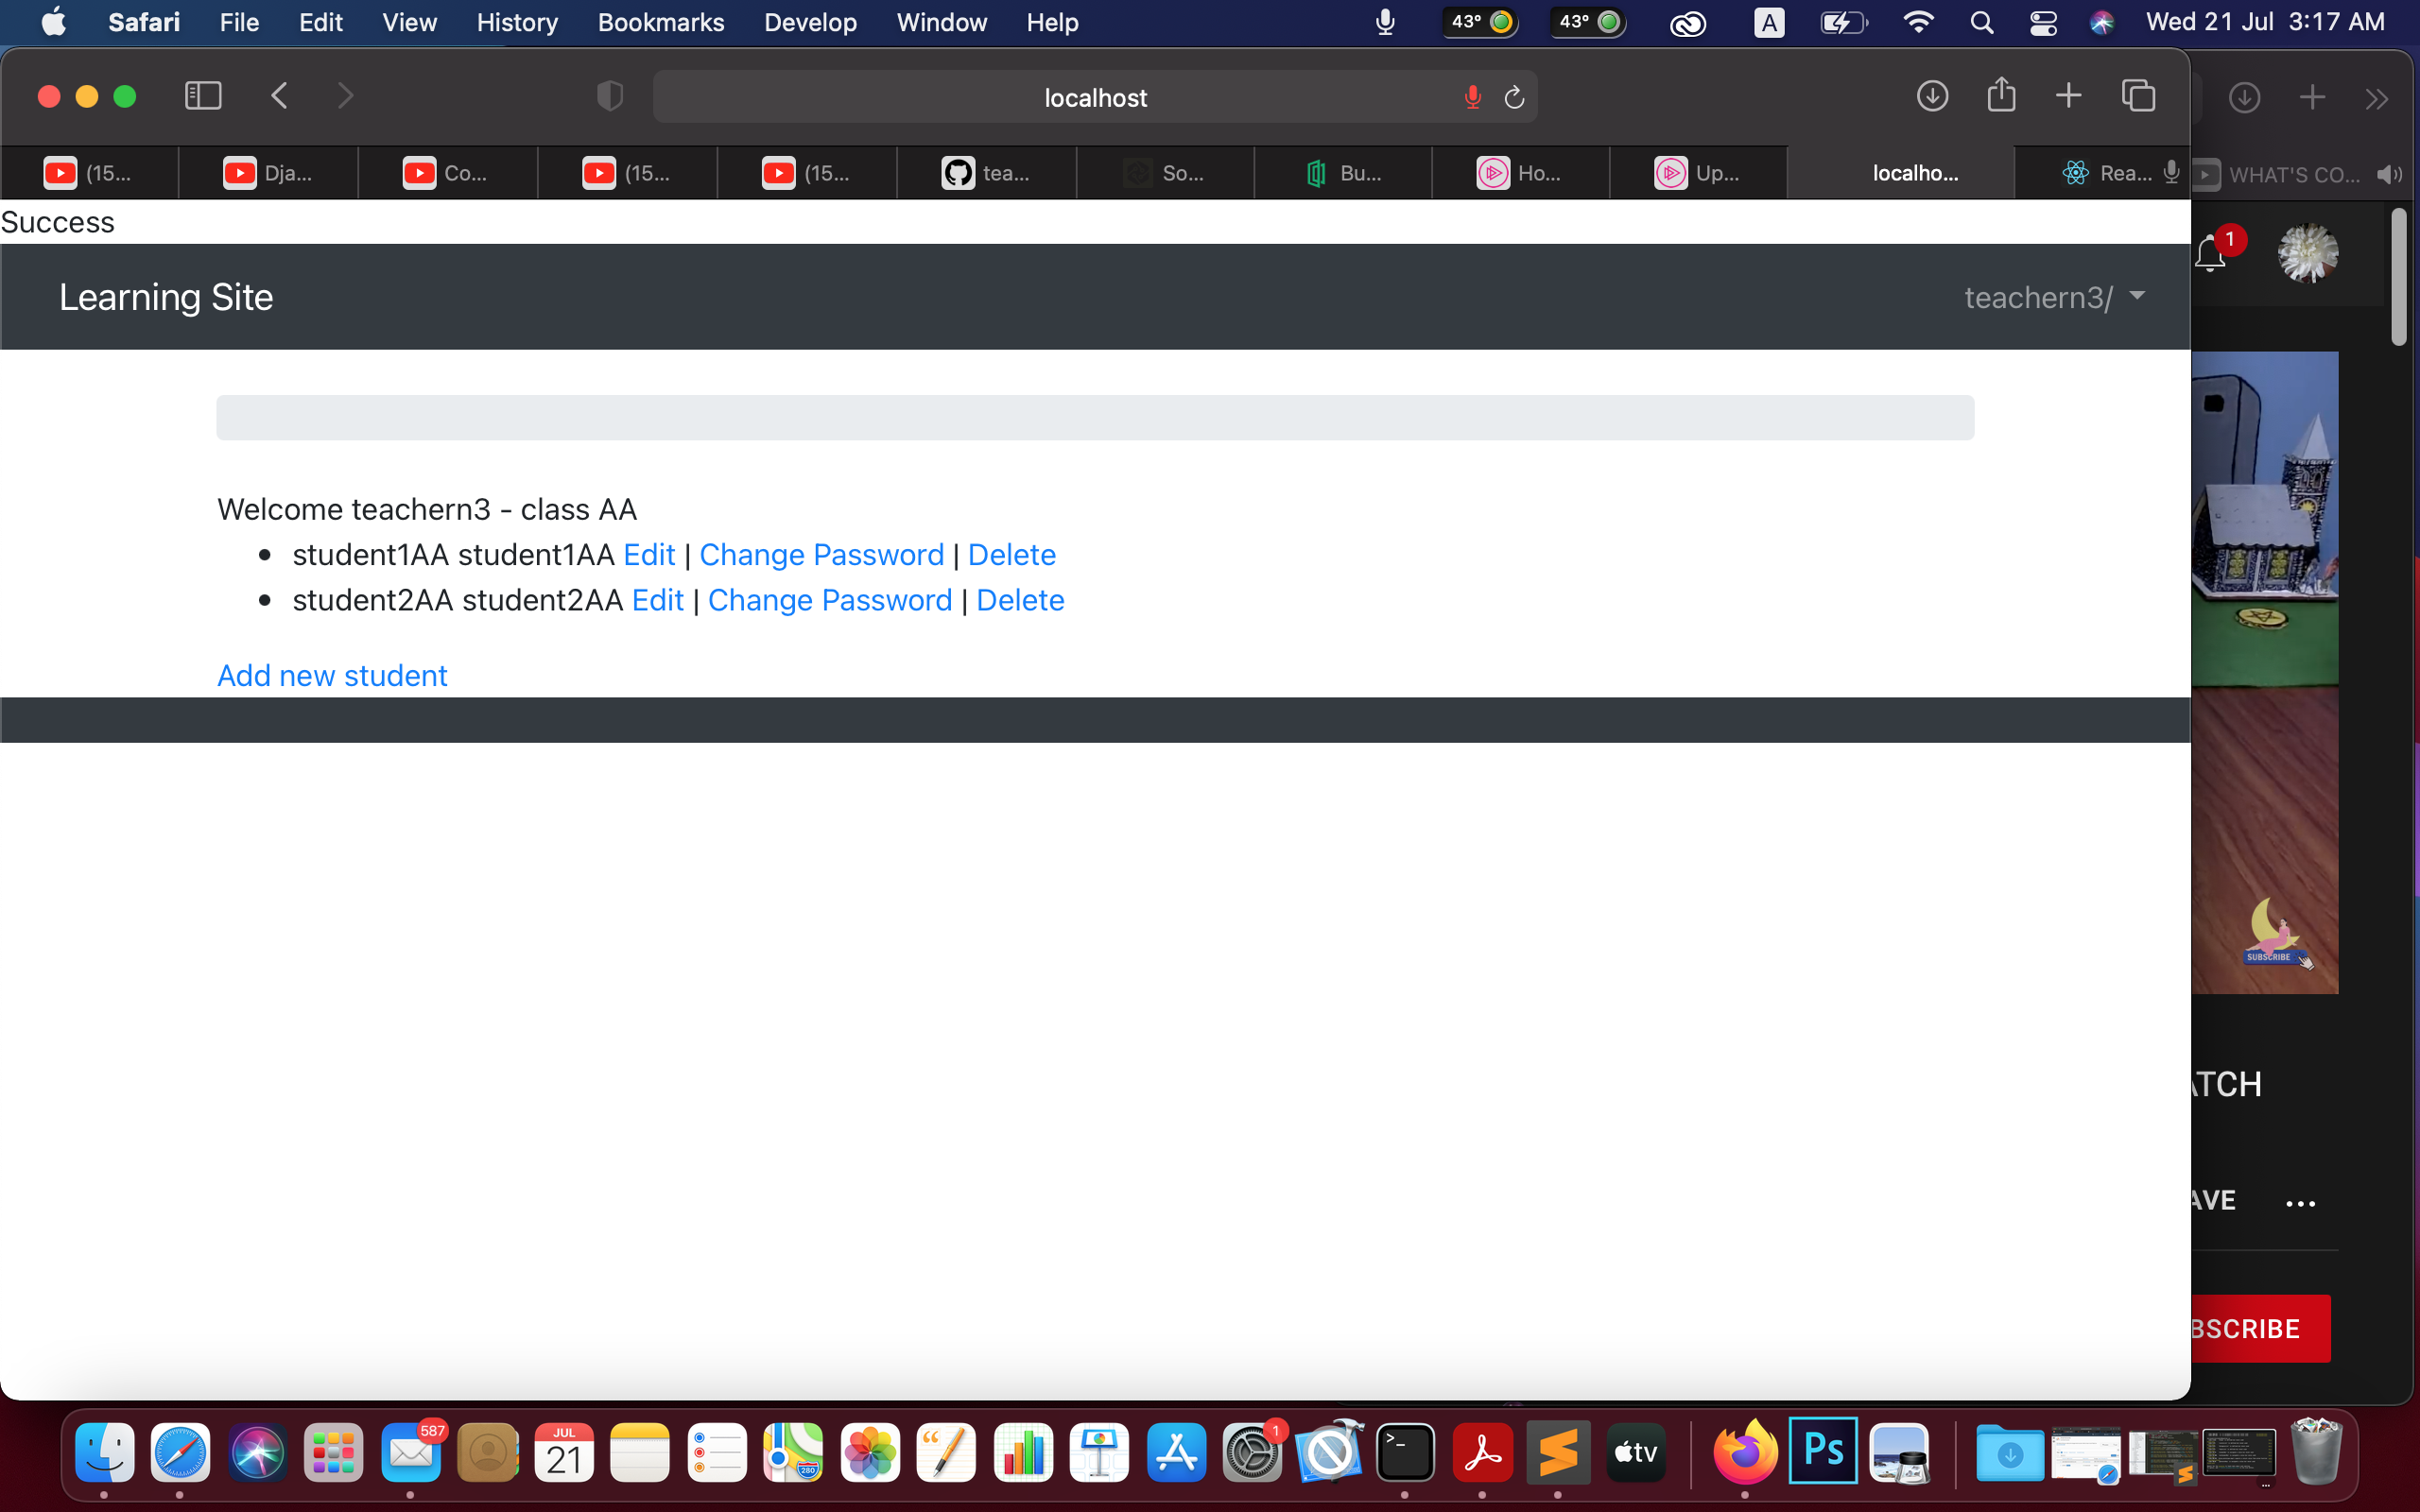 Safari File Edit View History Bookmarks Develop Window Help 43° 43° A Wed 21 Jul 3:17 AM
localhost
(15... Dja... Co... (15... (15... tea... So... Bu... Ho... Up... localho... Rea... WHAT'S CO...
Success
1
Learning Site teachern3/
Welcome teachern3 - class AA
• student1AA student1AA Edit | Change Password | Delete
• student2AA student2AA Edit | Change Password | Delete
Add new student
SUBSCRIBE
ATCH
AVE ...
BSCRIBE
587 JUL 21 280 1 >_ tv Ps